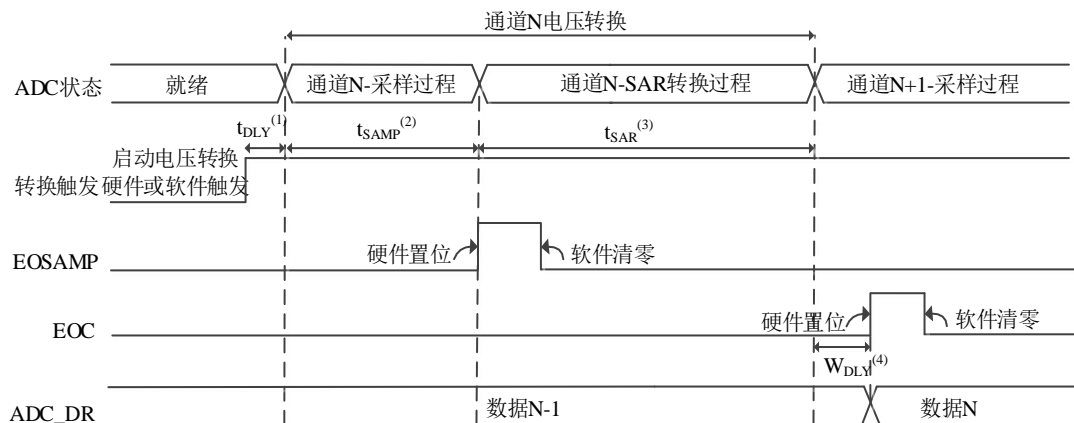 通道N电压转换
ADC状态
就绪
通道N-采样过程
通道N-SAR转换过程
通道N+1-采样过程
tDLY(1)
tSAMP(2)
tSAR(3)
启动电压转换
转换触发
硬件或软件触发
EOSAMP
硬件置位
软件清零
EOC
硬件置位
软件清零
WDLY(4)
ADC_DR
数据N-1
数据N